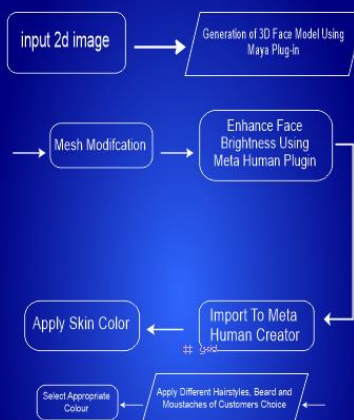 input 2d image
Generation of 3D Face Model Using
Maya Plug-in
Mesh Modifcation
Enhance Face
Brightness Using
Meta Human Plugin
Apply Skin Color
Import To Meta
Human Creator
Select Appropriate
Colour
Apply Different Hairstyles, Beard and
Moustaches of Customers Choice